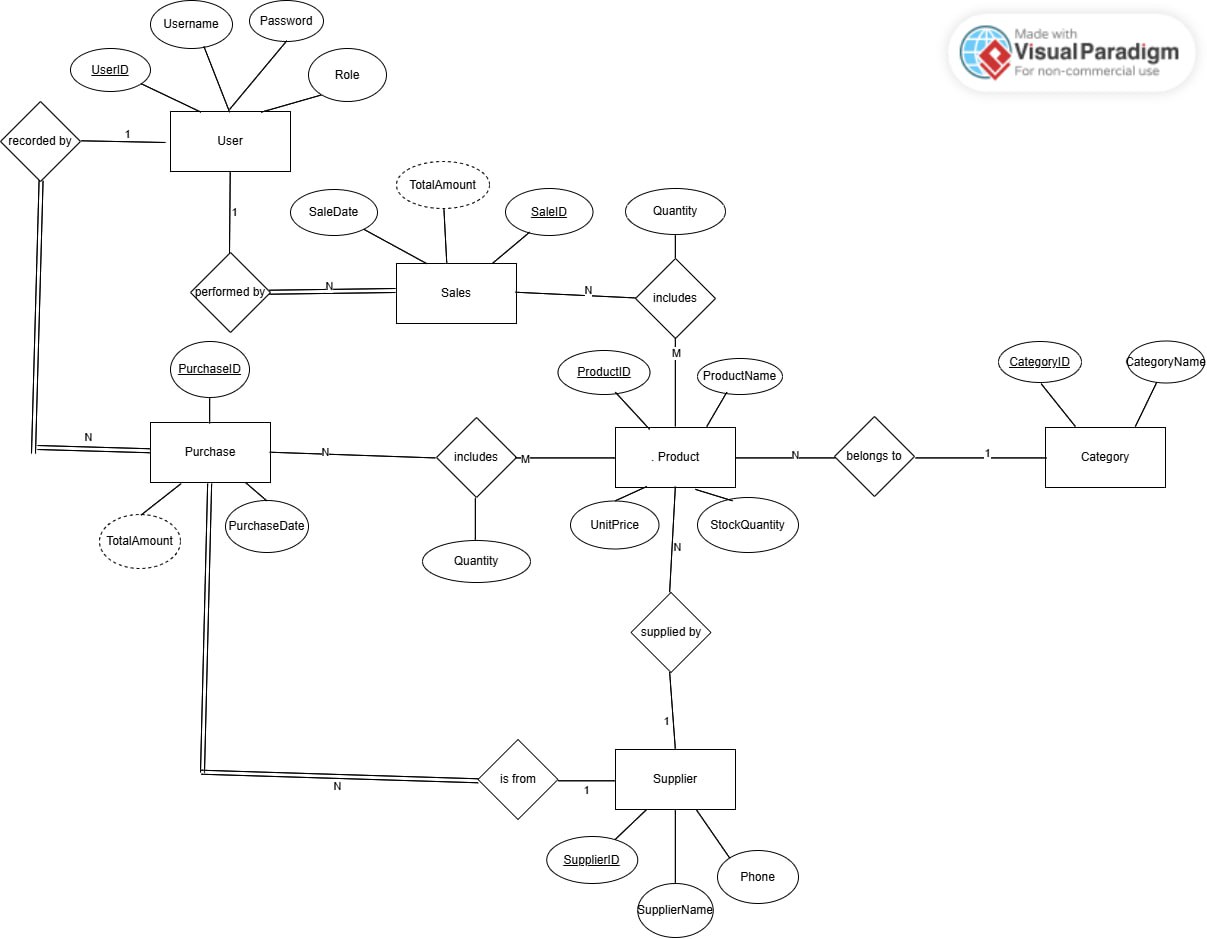 Username
Password
Made with
VisualParadigm
For non-commercial use
UserID
Role
recorded by
1
User
TotalAmount
SaleDate
SaleID
Quantity
1
performed by
N
Sales
N
includes
M
PurchaseID
ProductID
ProductName
CategoryID
CategoryName
N
Purchase
N
includes
M
. Product
N
belongs to
1
Category
TotalAmount
PurchaseDate
UnitPrice
StockQuantity
Quantity
N
supplied by
1
N
is from
1
Supplier
SupplierID
Phone
SupplierName